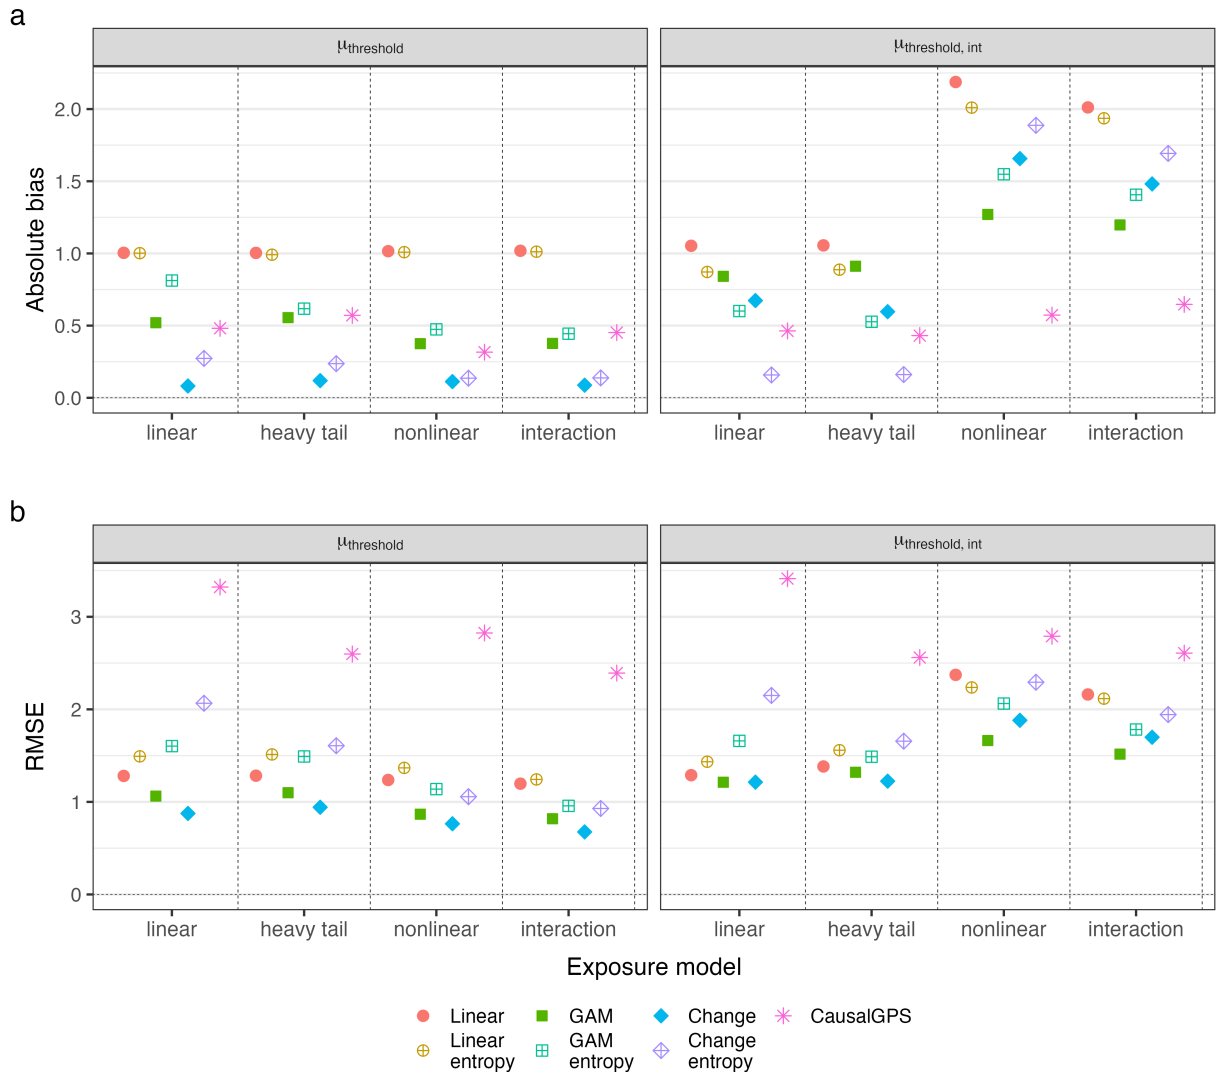 a
μthreshold
μthreshold, int
Absolute bias
2.0
1.5
1.0
0.5
0.0
linear heavy tail nonlinear interaction
linear heavy tail nonlinear interaction
b
μthreshold
μthreshold, int
RMSE
3
2
1
0
linear heavy tail nonlinear interaction
linear heavy tail nonlinear interaction
Exposure model
Linear GAM Change CausalGPS
Linear GAM Change
entropy entropy entropy